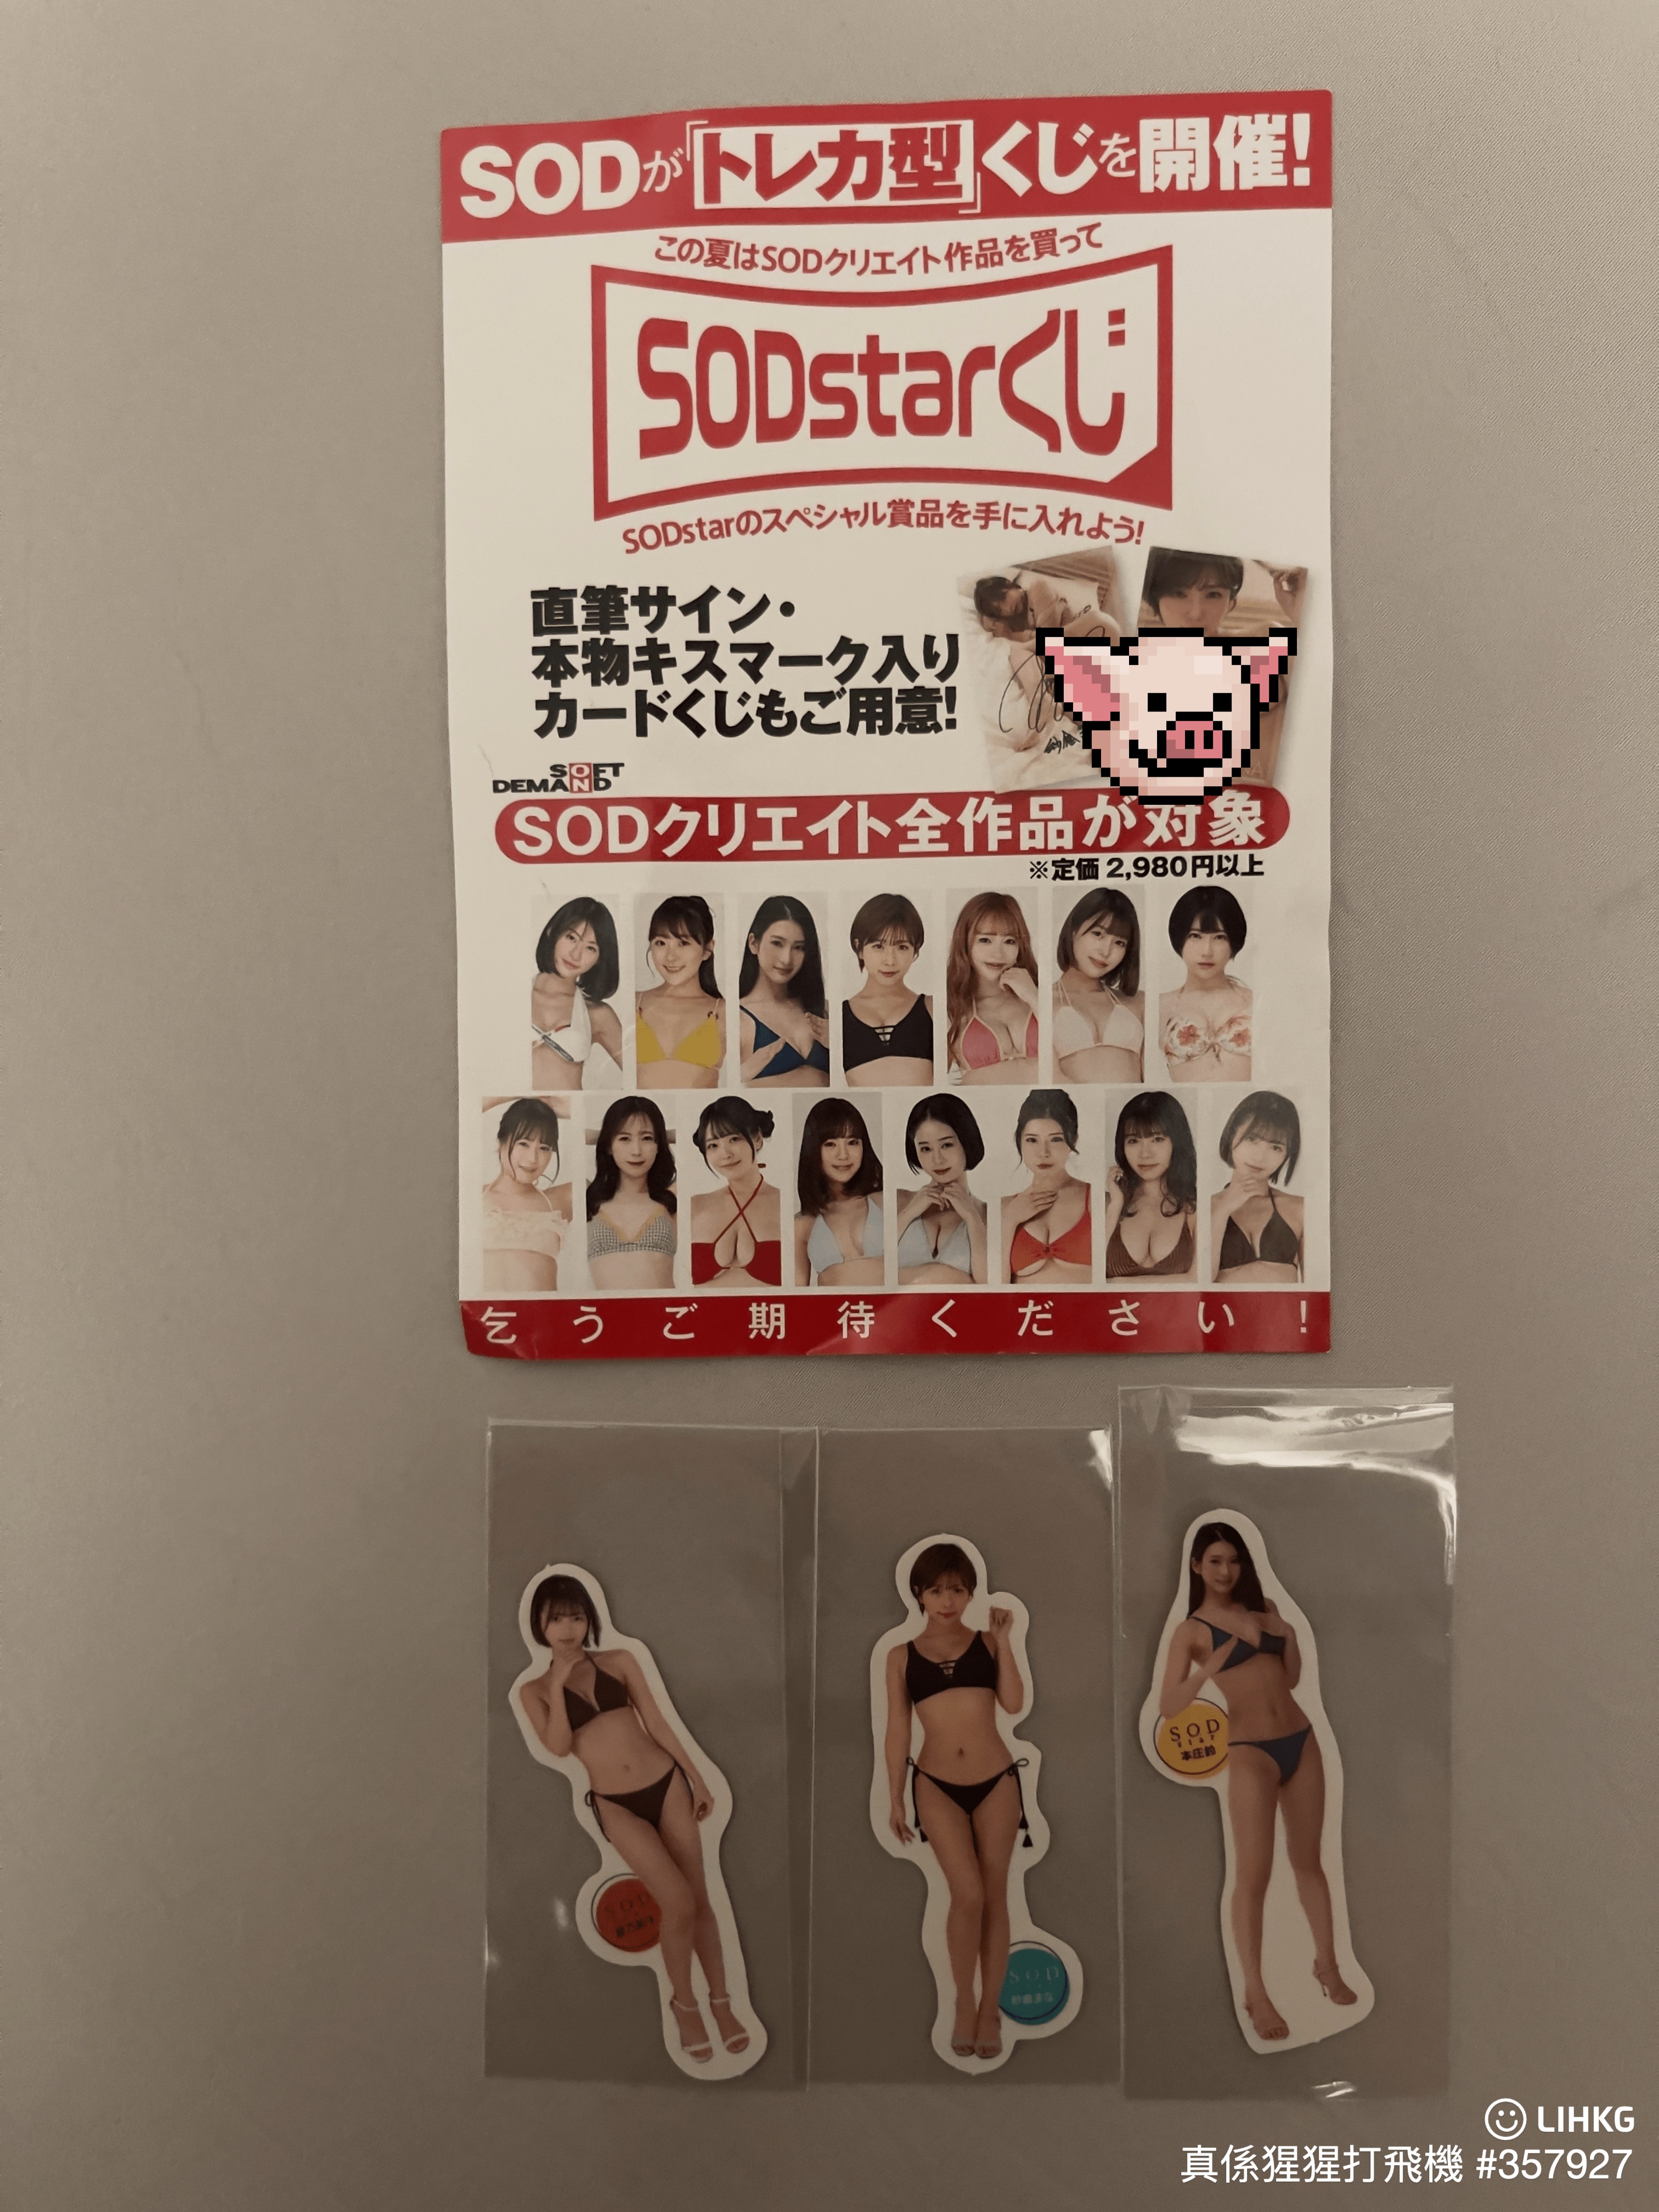 SODが「トレカ型」くじを開催!
この夏はSODクリエイト作品を買って
SODstarくじ
SODstarのスペシャル賞品を手に入れよう!
直筆サイン・
本物キスマーク入り
カードくじもご用意!
SOFT
DEMAND
ON
SODクリエイト全作品が対象
※定価 2,980円以上
乞うご期待ください!
SOD
SOD
SOD
star
本庄鈴
LIHKG
真係猩猩打飛機 #357927